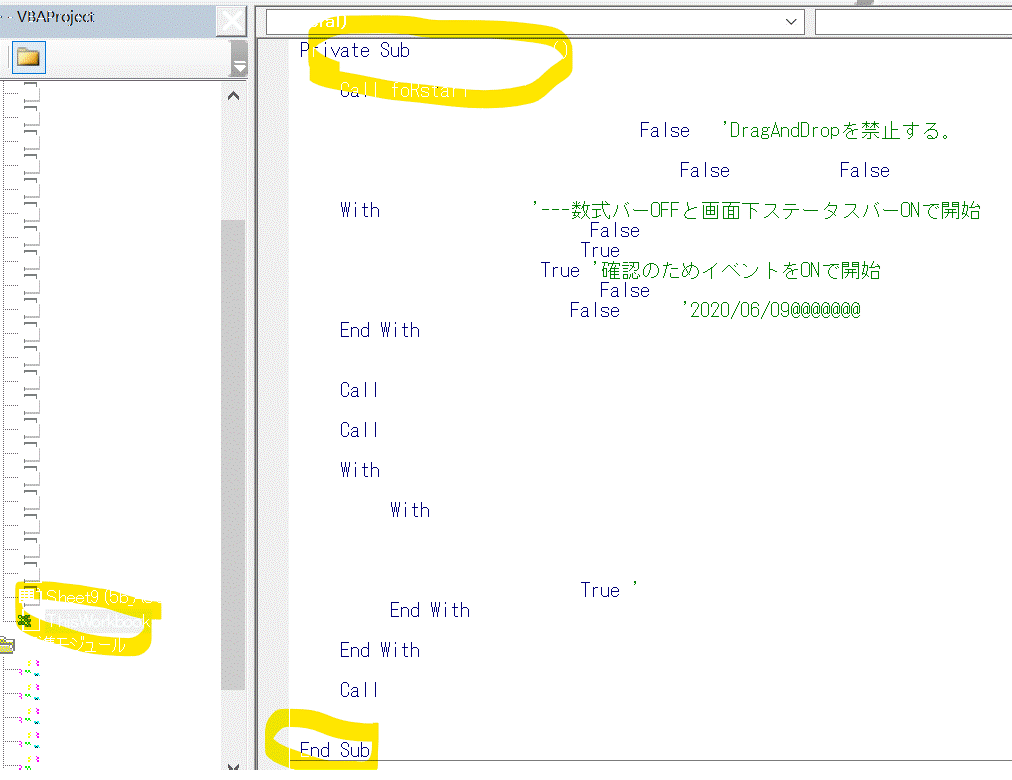 VBAProject
Private Sub ()
Call foRstart
False 'DragAndDropを禁止する。
False False
With '---数式バーOFFと画面下ステータスバーONで開始
False
True
True '確認のためイベントをONで開始
False
False '2020/06/09@@@@@@@
End With
Call
Call
With
With
True '
End With
End With
Call
End Sub
Sheet9
ThisWorkbook
モジュール